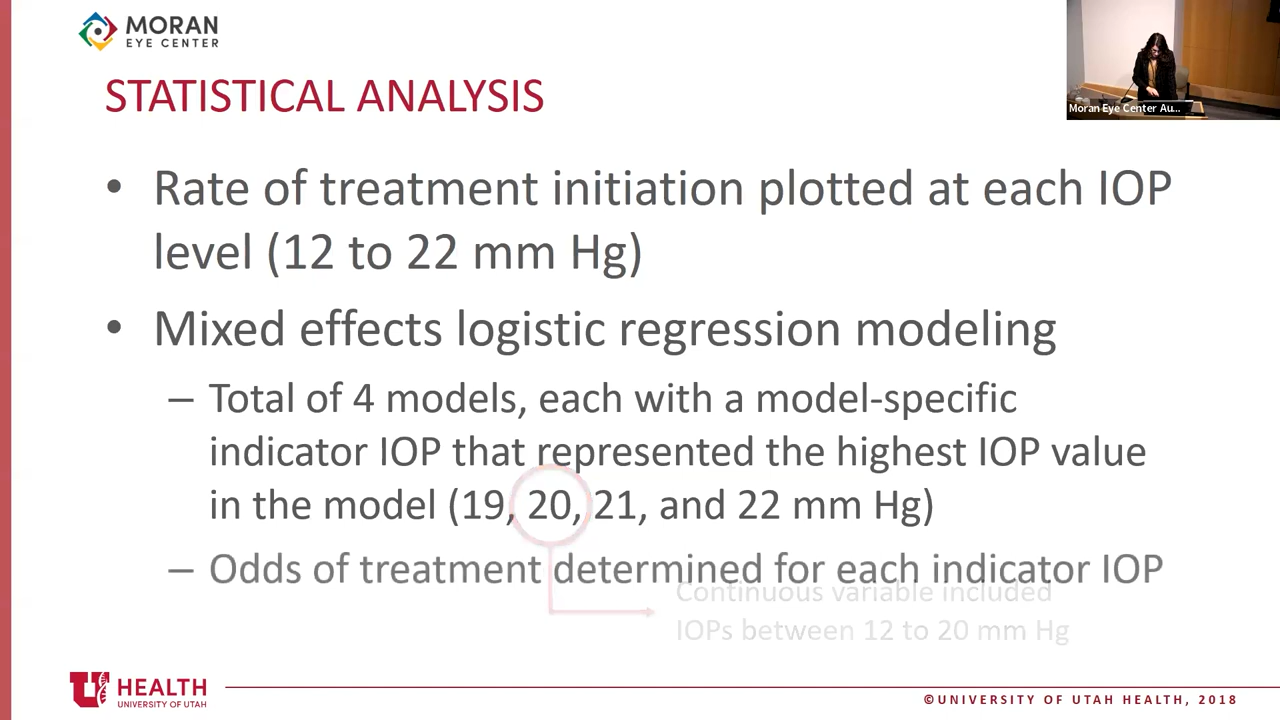 MORAN
EYE CENTER
Moran Eye Center Au...
STATISTICAL ANALYSIS
• Rate of treatment initiation plotted at each IOP
level (12 to 22 mm Hg)
• Mixed effects logistic regression modeling
– Total of 4 models, each with a model-specific
indicator IOP that represented the highest IOP value
in the model (19, 20, 21, and 22 mm Hg)
– Odds of treatment determined for each indicator IOP
Continuous variable included
IOPs between 12 to 20 mm Hg
U HEALTH
UNIVERSITY OF UTAH
©UNIVERSITY OF UTAH HEALTH, 2018